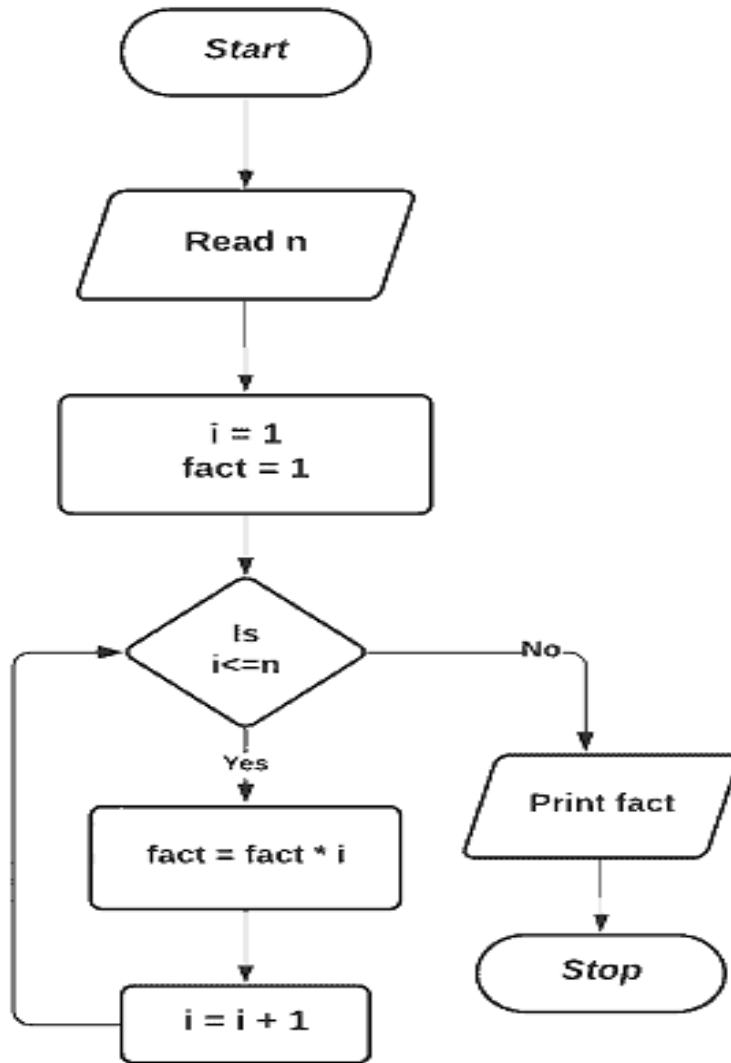 Start
Read n
i = 1
fact = 1
Is
i<=n
No
Yes
Print fact
fact = fact * i
Stop
i = i + 1